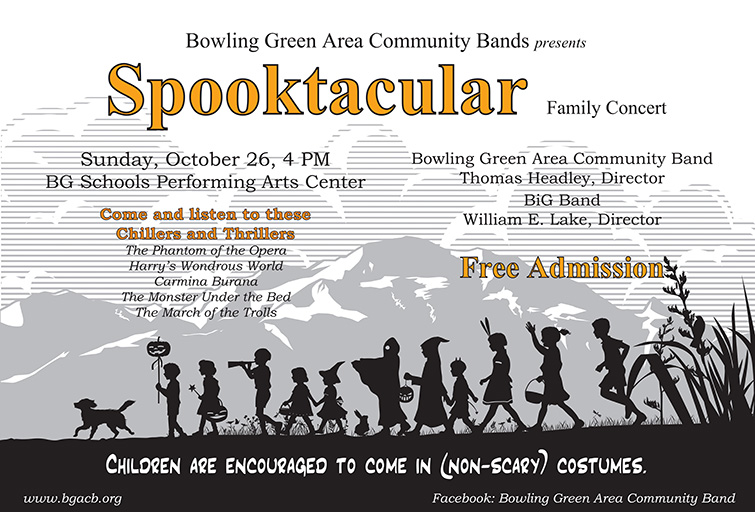 Bowling Green Area Community Bands presents
Spooktacular Family Concert
Sunday, October 26, 4 PM
BG Schools Performing Arts Center
Come and listen to these
Chillers and Thrillers
The Phantom of the Opera
Harry's Wondrous World
Carmina Burana
The Monster Under the Bed
The March of the Trolls
Bowling Green Area Community Band
Thomas Headley, Director
BiG Band
William E. Lake, Director
Free Admission
Children are encouraged to come in (non-scary) costumes.
www.bgacb.org
Facebook: Bowling Green Area Community Band